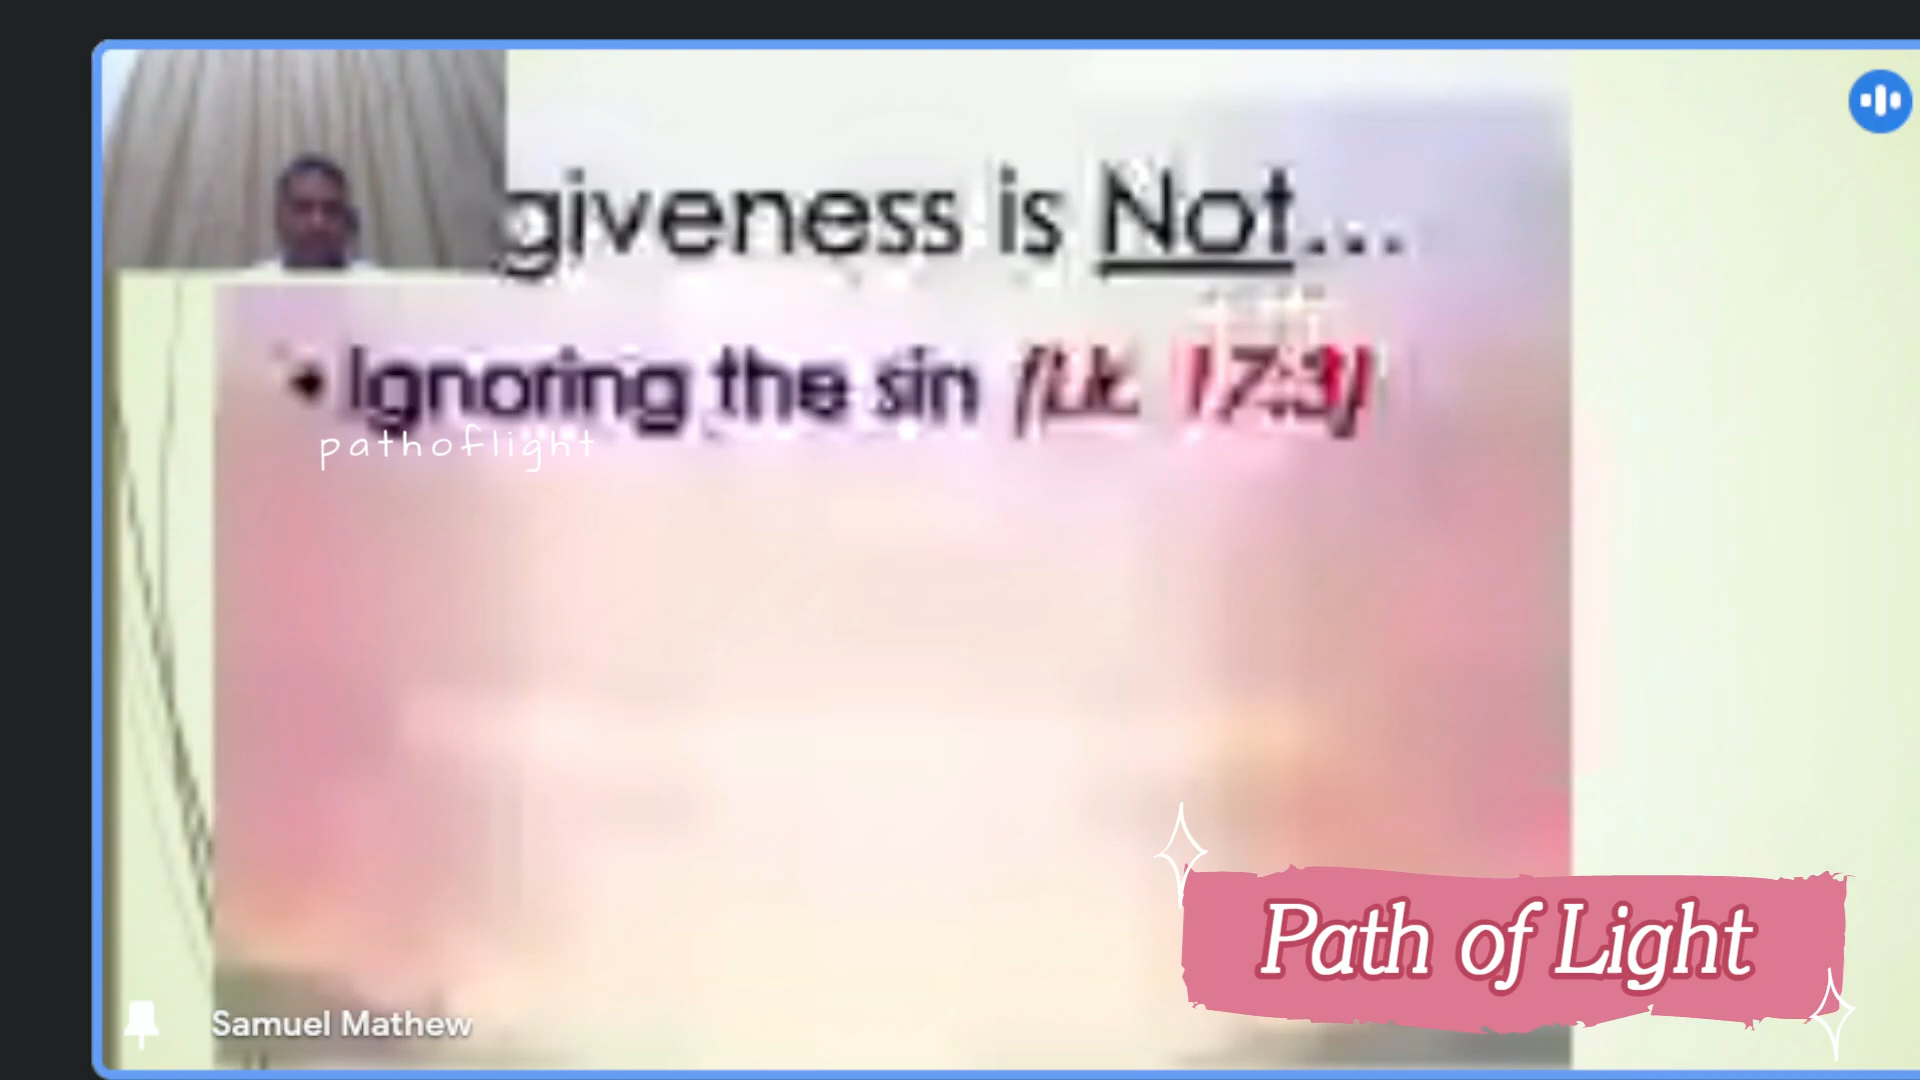 giveness is Not...
• Ignoring the sin (Lk. 17:3)
pathoflight
Path of Light
Samuel Mathew